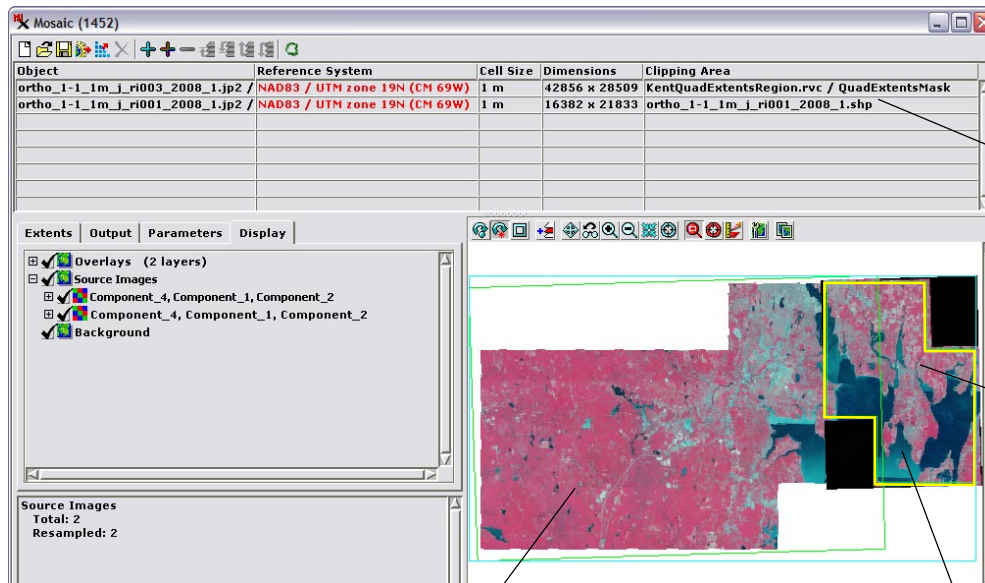 Mosaic (1452)
Object Reference System Cell Size Dimensions Clipping Area
ortho_1-1_1m_j_ri003_2008_1.jp2 / NAD83 / UTM zone 19N (CM 69W) 1 m 42856 x 28509 KentQuadExtentsRegion.rvc / QuadExtentsMask
ortho_1-1_1m_j_ri001_2008_1.jp2 / NAD83 / UTM zone 19N (CM 69W) 1 m 16382 x 21833 ortho_1-1_1m_j_ri001_2008_1.shp
Extents Output Parameters Display
Overlays (2 layers)
Source Images
Component_4, Component_1, Component_2
Component_4, Component_1, Component_2
Background
Source Images
Total: 2
Resampled: 2